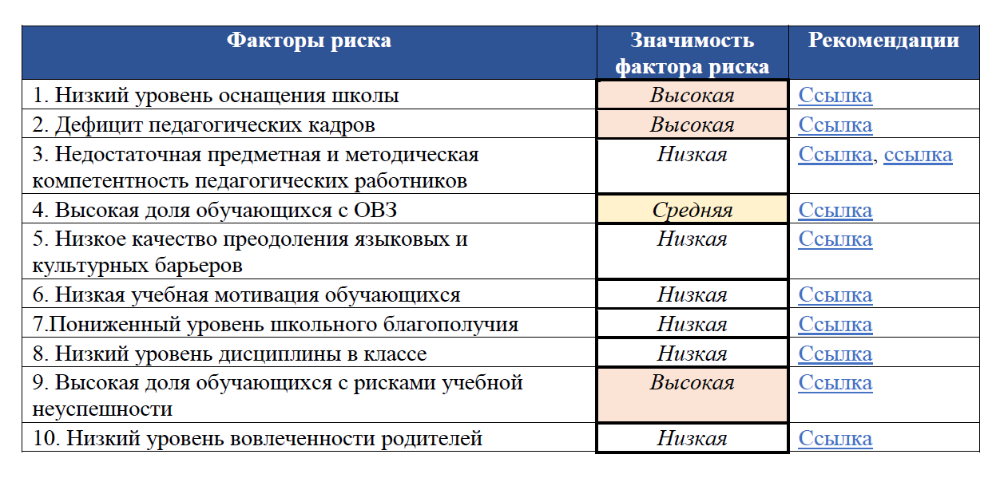 Факторы риска
Значимость
фактора риска
Рекомендации
1. Низкий уровень оснащения школы
Высокая
Ссылка
2. Дефицит педагогических кадров
Высокая
Ссылка
3. Недостаточная предметная и методическая
компетентность педагогических работников
Низкая
Ссылка, ссылка
4. Высокая доля обучающихся с ОВЗ
Средняя
Ссылка
5. Низкое качество преодоления языковых и
культурных барьеров
Низкая
Ссылка
6. Низкая учебная мотивация обучающихся
Низкая
Ссылка
7.Пониженный уровень школьного благополучия
Низкая
Ссылка
8. Низкий уровень дисциплины в классе
Низкая
Ссылка
9. Высокая доля обучающихся с рисками учебной
неуспешности
Высокая
Ссылка
10. Низкий уровень вовлеченности родителей
Низкая
Ссылка